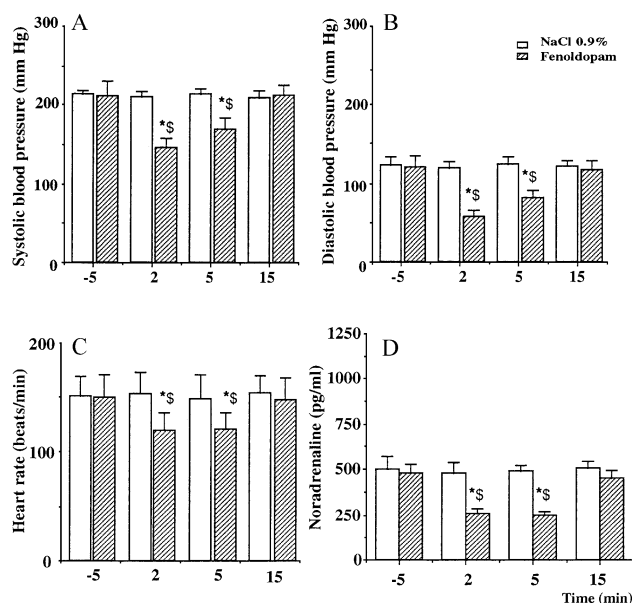 A
Systolic blood pressure (mm Hg)
300
200
100
0
*$
*$
-5 2 5 15
B
NaCl 0.9%
Fenoldopam
Diastolic blood pressure (mm Hg)
300
200
100
0
*$
*$
-5 2 5 15
C
Heart rate (beats/min)
200
100
0
*$
*$
-5 2 5 15
D
Noradrenaline (pg/ml)
1250
1000
750
500
250
0
*$
*$
-5 2 5 15
Time (min)